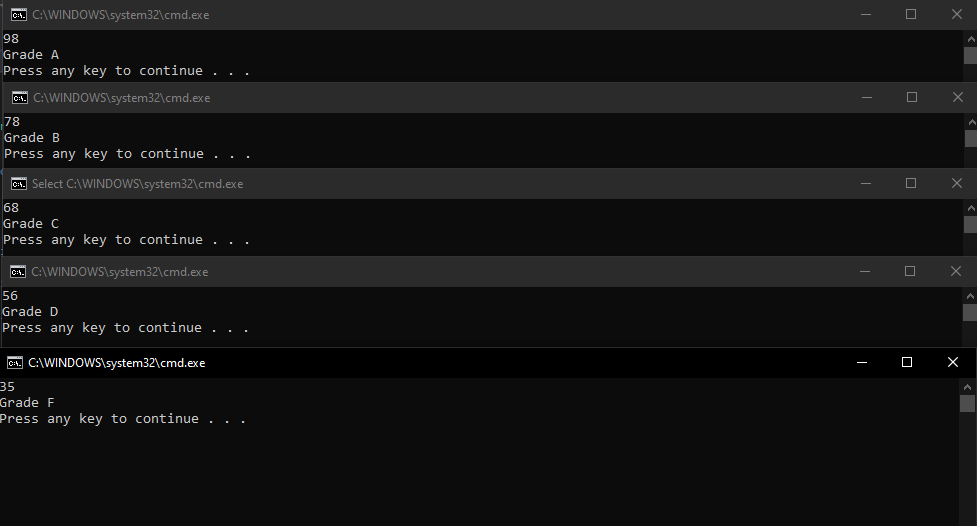 C:\WINDOWS\system32\cmd.exe
98
Grade A
Press any key to continue . . .
C:\WINDOWS\system32\cmd.exe
78
Grade B
Press any key to continue . . .
Select C:\WINDOWS\system32\cmd.exe
68
Grade C
Press any key to continue . . .
C:\WINDOWS\system32\cmd.exe
56
Grade D
Press any key to continue . . .
C:\WINDOWS\system32\cmd.exe
35
Grade F
Press any key to continue . . .